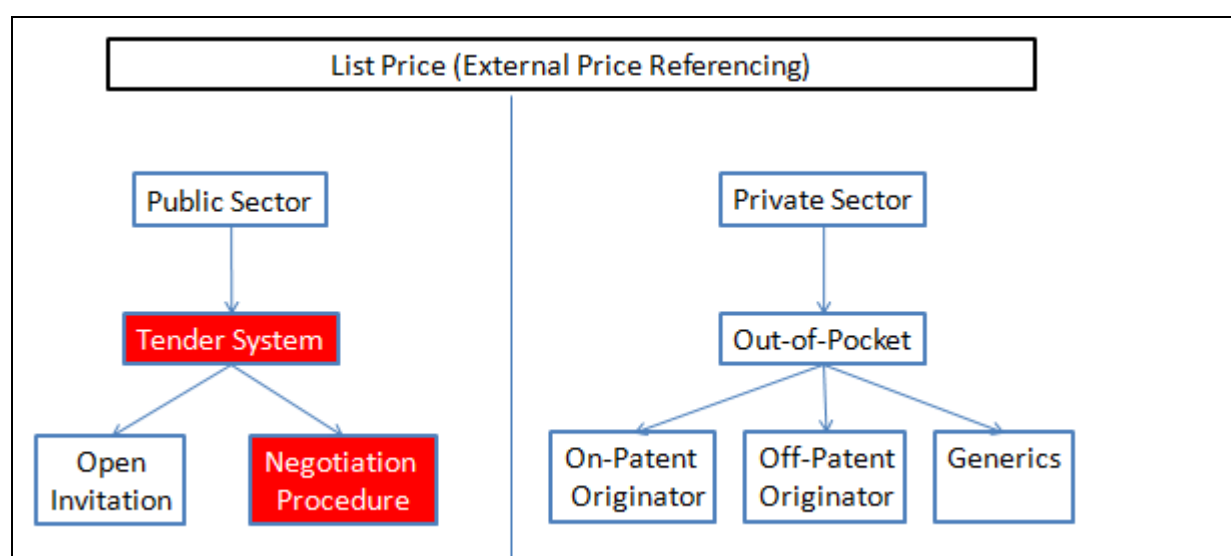 List Price (External Price Referencing)
Public Sector
Private Sector
Tender System
Out-of-Pocket
Open
Invitation
Negotiation
Procedure
On-Patent
Originator
Off-Patent
Originator
Generics